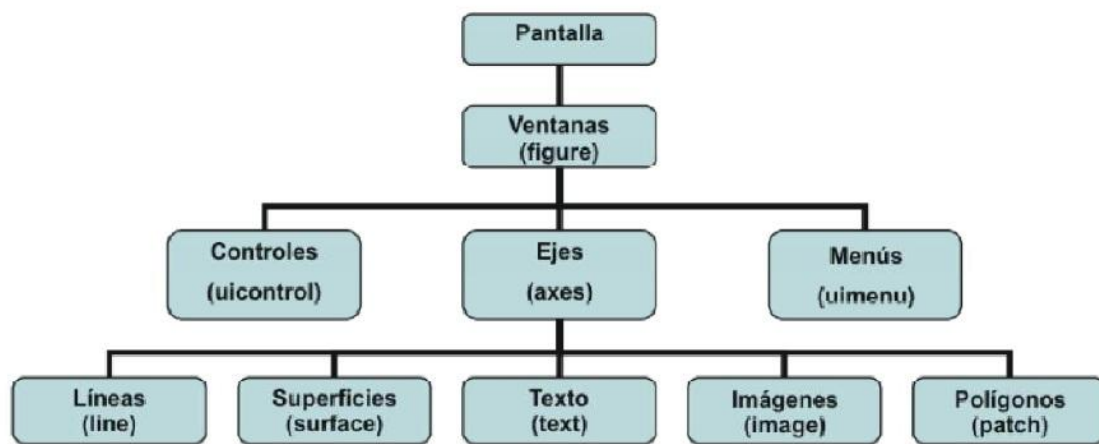 Pantalla
Ventanas
(figure)
Controles
(uicontrol)
Ejes
(axes)
Menús
(uimenu)
Líneas
(line)
Superficies
(surface)
Texto
(text)
Imágenes
(image)
Polígonos
(patch)